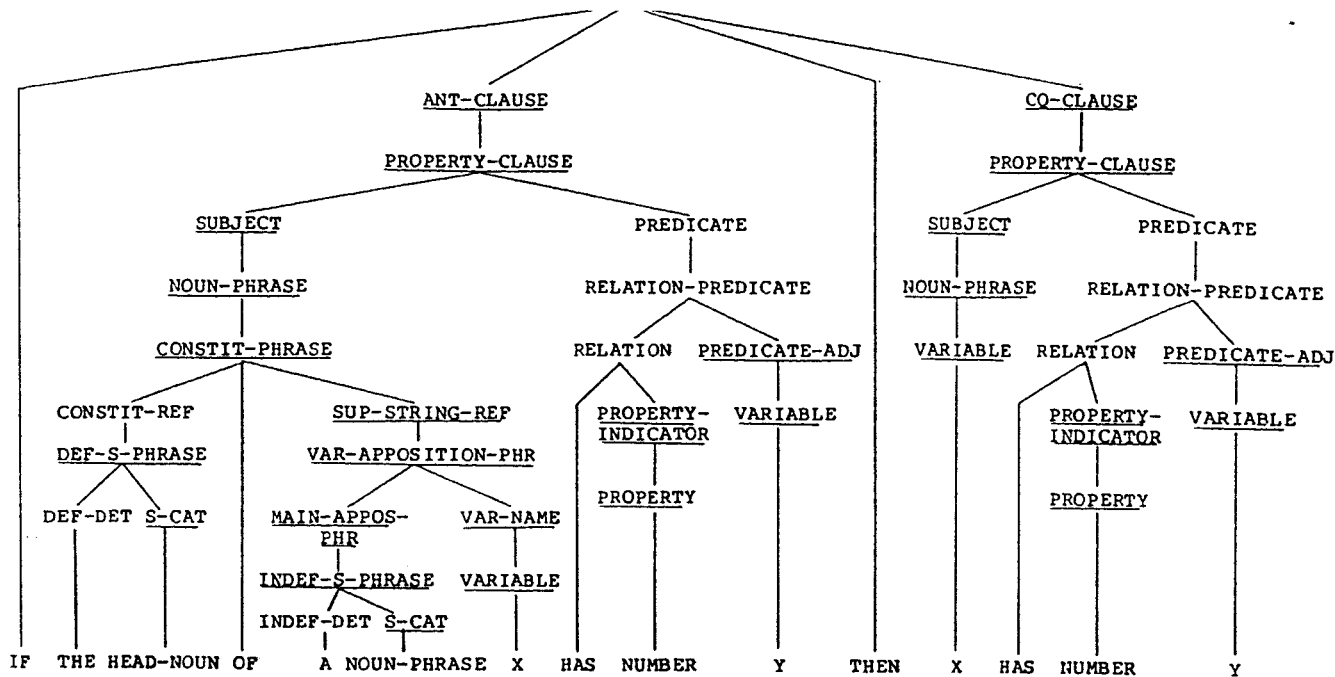 ANT-CLAUSE CQ-CLAUSE
PROPERTY-CLAUSE PROPERTY-CLAUSE
SUBJECT PREDICATE SUBJECT PREDICATE
NOUN-PHRASE RELATION-PREDICATE NOUN-PHRASE RELATION-PREDICATE
CONSTIT-PHRASE RELATION PREDICATE-ADJ VARIABLE RELATION PREDICATE-ADJ
CONSTIT-REF SUP-STRING-REF PROPERTY- VARIABLE PROPERTY- VARIABLE
INDICATOR INDICATOR
DEF-S-PHRASE VAR-APPOSITION-PHR
PROPERTY PROPERTY
DEF-DET S-CAT MAIN-APPOS- VAR-NAME
PHR
INDEF-S-PHRASE VARIABLE
INDEF-DET S-CAT
IF THE HEAD-NOUN OF A NOUN-PHRASE X HAS NUMBER Y THEN X HAS NUMBER Y